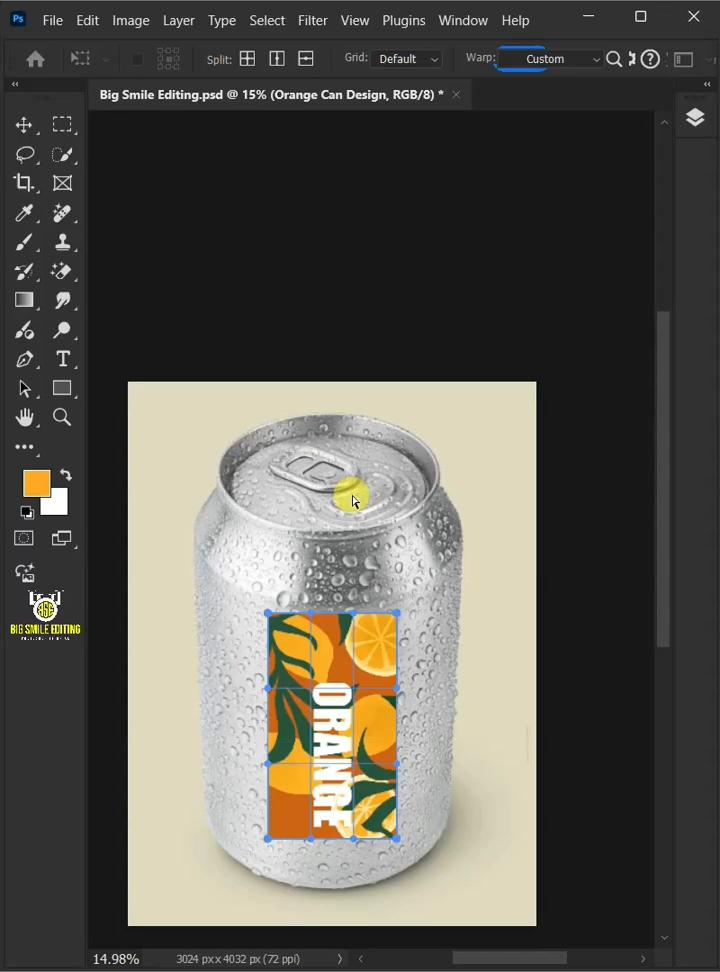 Ps File Edit Image Layer Type Select Filter View Plugins Window Help
Split: Grid: Default Warp: Custom
Big Smile Editing.psd @ 15% (Orange Can Design, RGB/8) *
ORANGE
BIG SMILE EDITING
14.98% 3024 px x 4032 px (72 ppi)